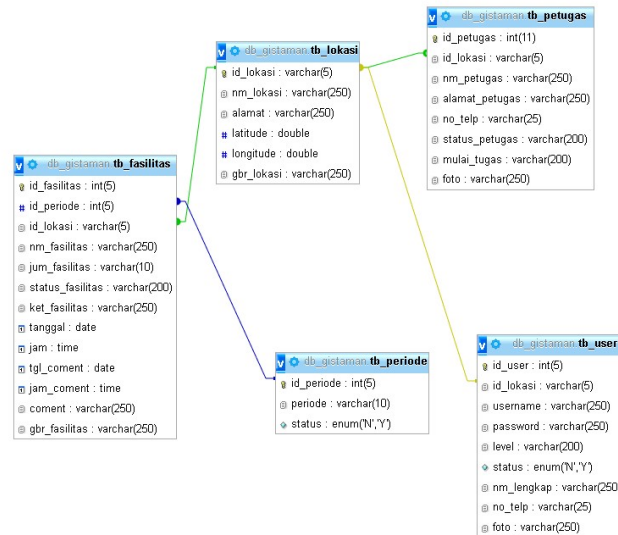 db_gistaman tb_petugas
id_petugas : int(11)
id_lokasi : varchar(5)
nm_petugas : varchar(250)
alamat_petugas : varchar(250)
no_telp : varchar(25)
status_petugas : varchar(200)
mulai_tugas : varchar(200)
foto : varchar(250)
db_gistaman tb_lokasi
id_lokasi : varchar(5)
nm_lokasi : varchar(250)
alamat : varchar(250)
# latitude : double
# longitude : double
gbr_lokasi : varchar(250)
db_gistaman tb_fasilitas
id_fasilitas : int(5)
# id_periode : int(5)
id_lokasi : varchar(5)
nm_fasilitas : varchar(250)
jum_fasilitas : varchar(10)
status_fasilitas : varchar(200)
ket_fasilitas : varchar(250)
tanggal : date
jam : time
tgl_coment : date
jam_coment : time
coment : varchar(250)
gbr_fasilitas : varchar(250)
db_gistaman tb_periode
id_periode : int(5)
periode : varchar(10)
status : enum('N','Y')
db_gistaman tb_user
id_user : int(5)
id_lokasi : varchar(5)
username : varchar(250)
password : varchar(250)
level : varchar(200)
status : enum('N','Y')
nm_lengkap : varchar(250
no_telp : varchar(25)
foto : varchar(250)